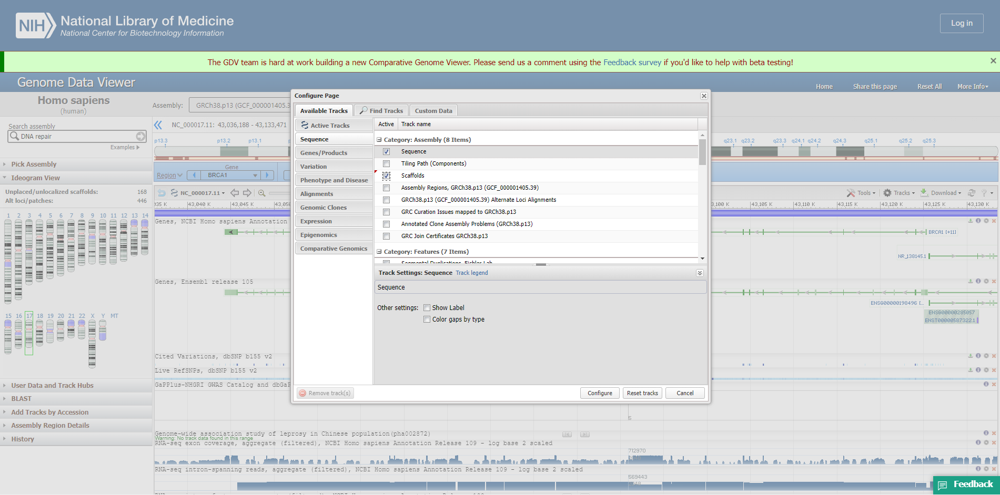 NIH National Library of Medicine
National Center for Biotechnology Information
Log in
The GDV team is hard at work building a new Comparative Genome Viewer. Please send us a comment using the Feedback survey if you'd like to help with beta testing!
Genome Data Viewer
Home Share this page Reset All More Info
Homo sapiens
(human)
Assembly: GRCh38.p13 (GCF_000001405.3
Search assembly
DNA repair
Examples
Pick Assembly
Ideogram View
Unplaced/unlocalized scaffolds: 168
Alt loci/patches: 446
1 2 3 4 5 6 7 8 9 10 11 12 13 14
15 16 17 18 19 20 21 22 X Y MT
User Data and Track Hubs
BLAST
Add Tracks by Accession
Assembly Region Details
History
NC_000017.11: 43,036,188 - 43,133,471
p13.3 p13.2 p13.1
q23.1 q23.2 q23.3 q24.1 q24.2 q24.3 q25.1 q25.2 q25.3
Region
Gene
BRCA1
NC_000017.11
Tools Tracks Download ?
035 K 43,040 K 43,045 K 43,050
3,100 K 43,105 K 43,110 K 43,115 K 43,120 K 43,125 K 43,130 K
Genes, NCBI Homo sapiens Annotation
BRCA1 [+11]
NR_138145.1
Genes, Ensembl release 105
ENSG00000198496 [...
ENSG00000285057
ENST00000587322.1
Cited Variations, dbSNP b155 v2
Live RefSNPs, dbSNP b155 v2
GaPPlus-NHGRI GWAS Catalog and dbGaP
5
Genome-wide association study of leprosy in Chinese population(pha002872)
Warning: No track data found in this range
RNA-seq exon coverage, aggregate (filtered), NCBI Homo sapiens Annotation Release 109 - log base 2 scaled
712970
RNA-seq intron-spanning reads, aggregate (filtered), NCBI Homo sapiens Annotation Release 109 - log base 2 scaled
569443
Configure Page
Available Tracks Find Tracks Custom Data
Active Tracks
Sequence
Genes/Products
Variation
Phenotype and Disease
Alignments
Genomic Clones
Expression
Epigenomics
Comparative Genomics
Active Track name
Category: Assembly (8 Items)
Sequence
Tiling Path (Components)
Scaffolds
Assembly Regions, GRCh38.p13 (GCF_000001405.39)
GRCh38.p13 (GCF_000001405.39) Alternate Loci Alignments
GRC Curation Issues mapped to GRCh38.p13
Annotated Clone Assembly Problems (GRCh38.p13)
GRC Join Certificates GRCh38.p13
Category: Features (7 Items)
Segmental Duplications, Eichler Lab
Track Settings: Sequence Track legend
Sequence
Other settings: Show Label
Color gaps by type
Remove track(s)
Configure Reset tracks Cancel
Feedback